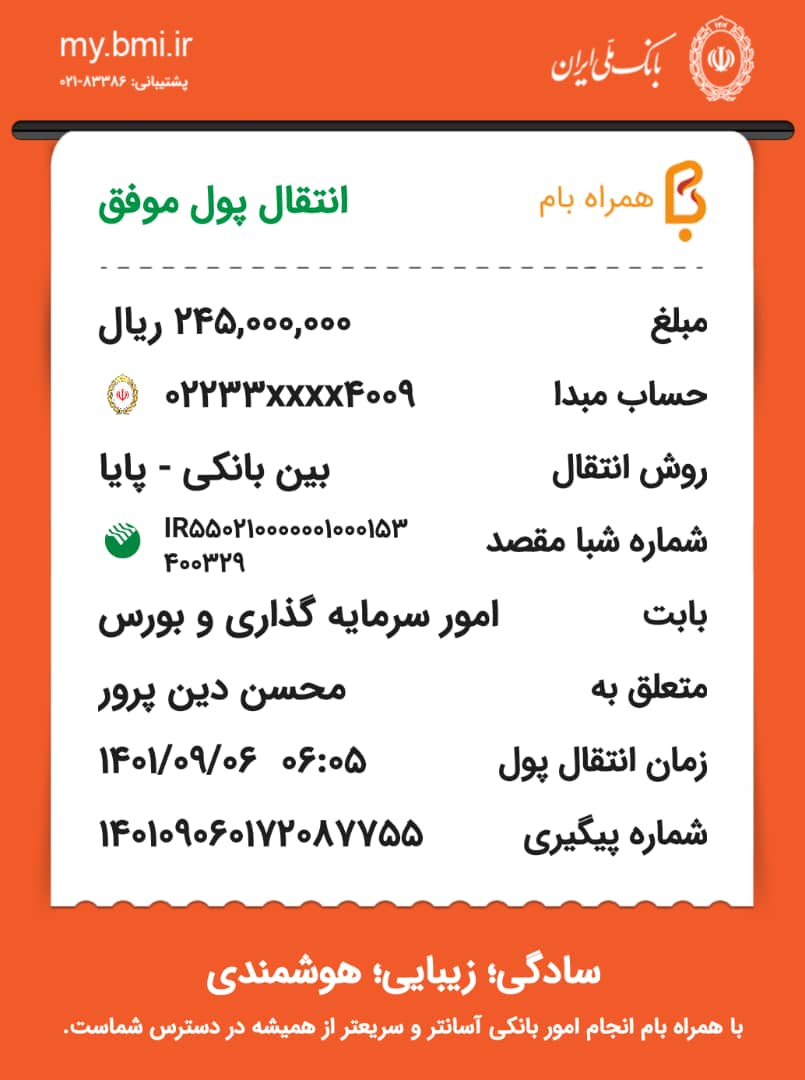 my.bmi.ir
پشتیبانی: ۸۳۳۸۶-۰۲۱
بانک ملی ایران
همراه بام
انتقال پول موفق
مبلغ ۲۴۵,۰۰۰,۰۰۰ ریال
حساب مبدا ۰۲۲۳۳xxxx۴۰۰۹
روش انتقال بین بانکی - پایا
شماره شبا مقصد IR۵۵۰۲۱۰۰۰۰۰۰۱۰۰۰۱۵۳
۴۰۰۳۲۹
بابت امور سرمایه گذاری و بورس
متعلق به محسن دین پرور
زمان انتقال پول ۰۶:۰۵ ۱۴۰۱/۰۹/۰۶
شماره پیگیری ۱۴۰۱۰۹۰۶۰۱۷۲۰۸۷۷۵۵
سادگی؛ زیبایی؛ هوشمندی
با همراه بام انجام امور بانکی آسانتر و سریعتر از همیشه در دسترس شماست.